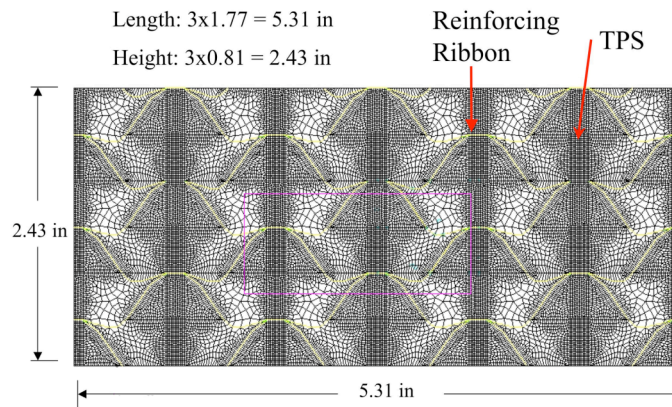 Length: 3x1.77 = 5.31 in
Height: 3x0.81 = 2.43 in
Reinforcing
Ribbon
TPS
2.43 in
5.31 in